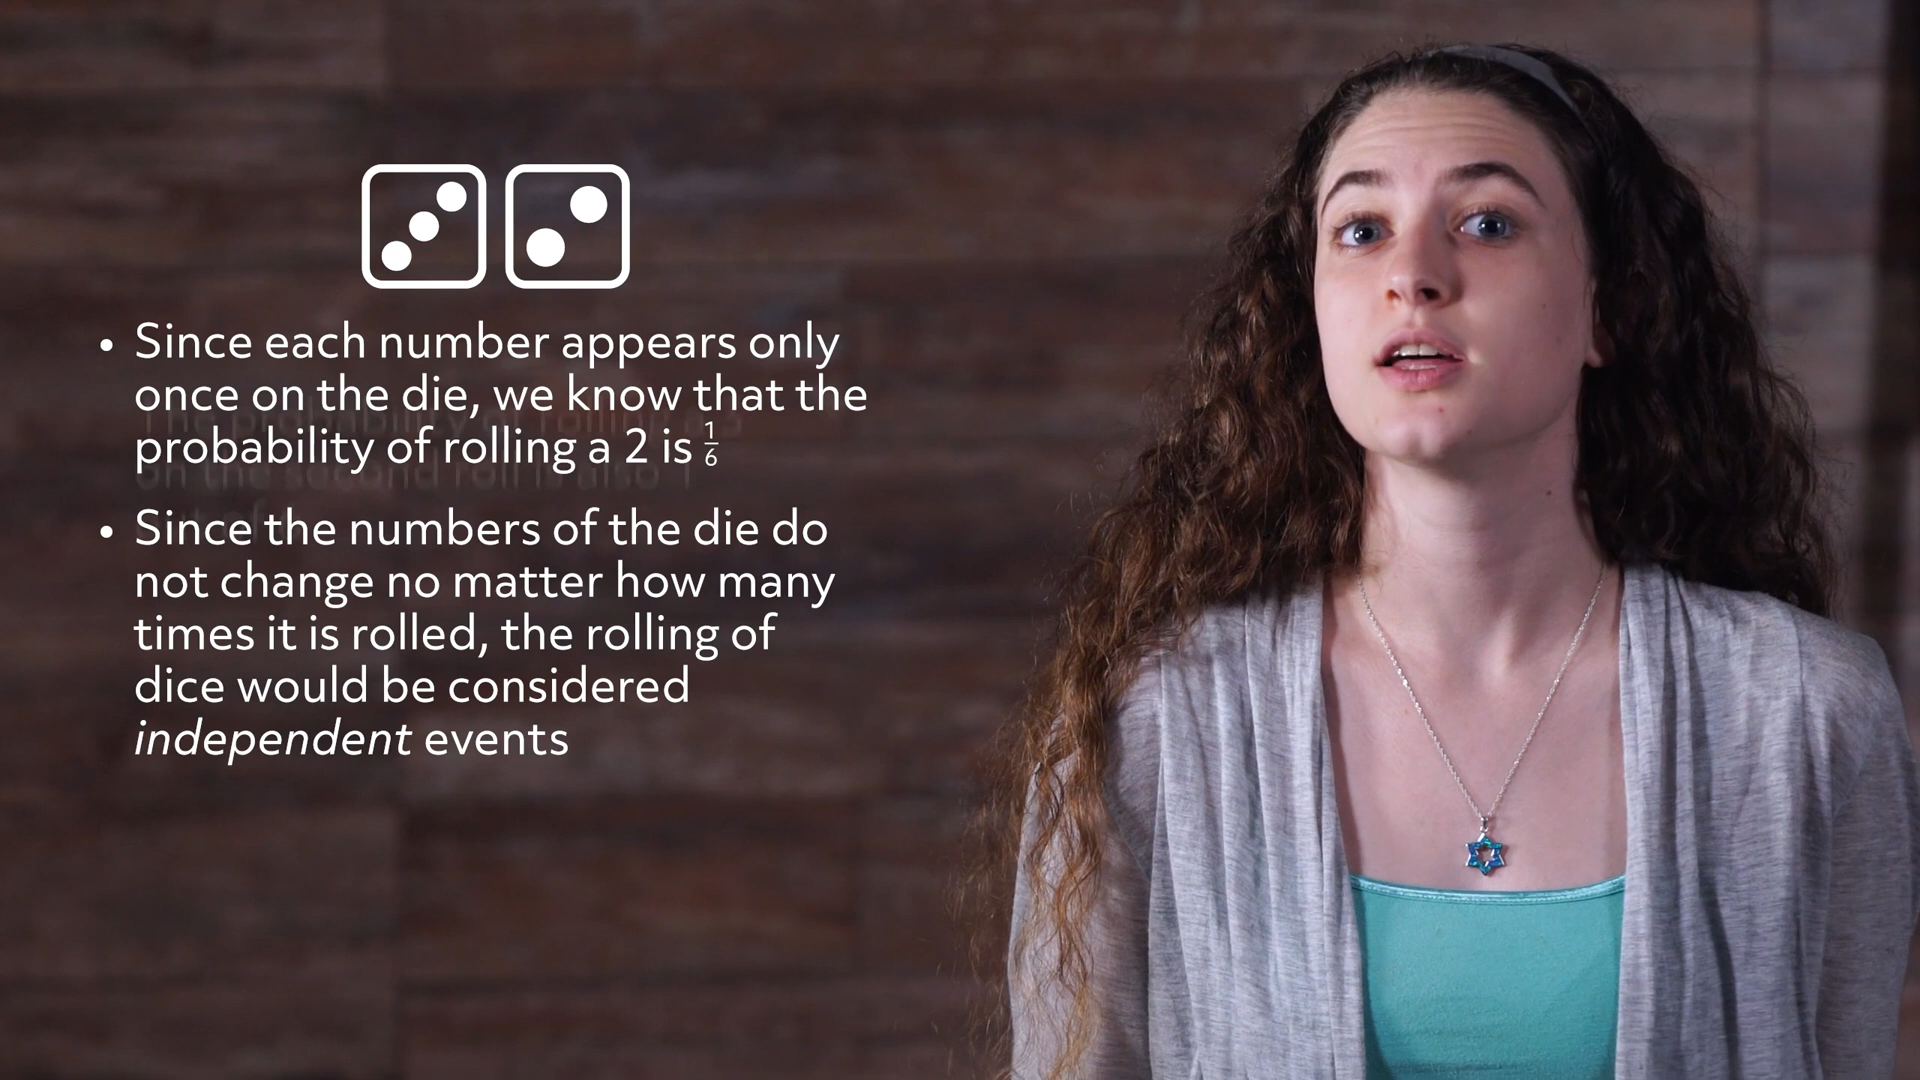 • Since each number appears only
once on the die, we know that the
probability of rolling a 2 is 1/6
• Since the numbers of the die do
not change no matter how many
times it is rolled, the rolling of
dice would be considered
independent events